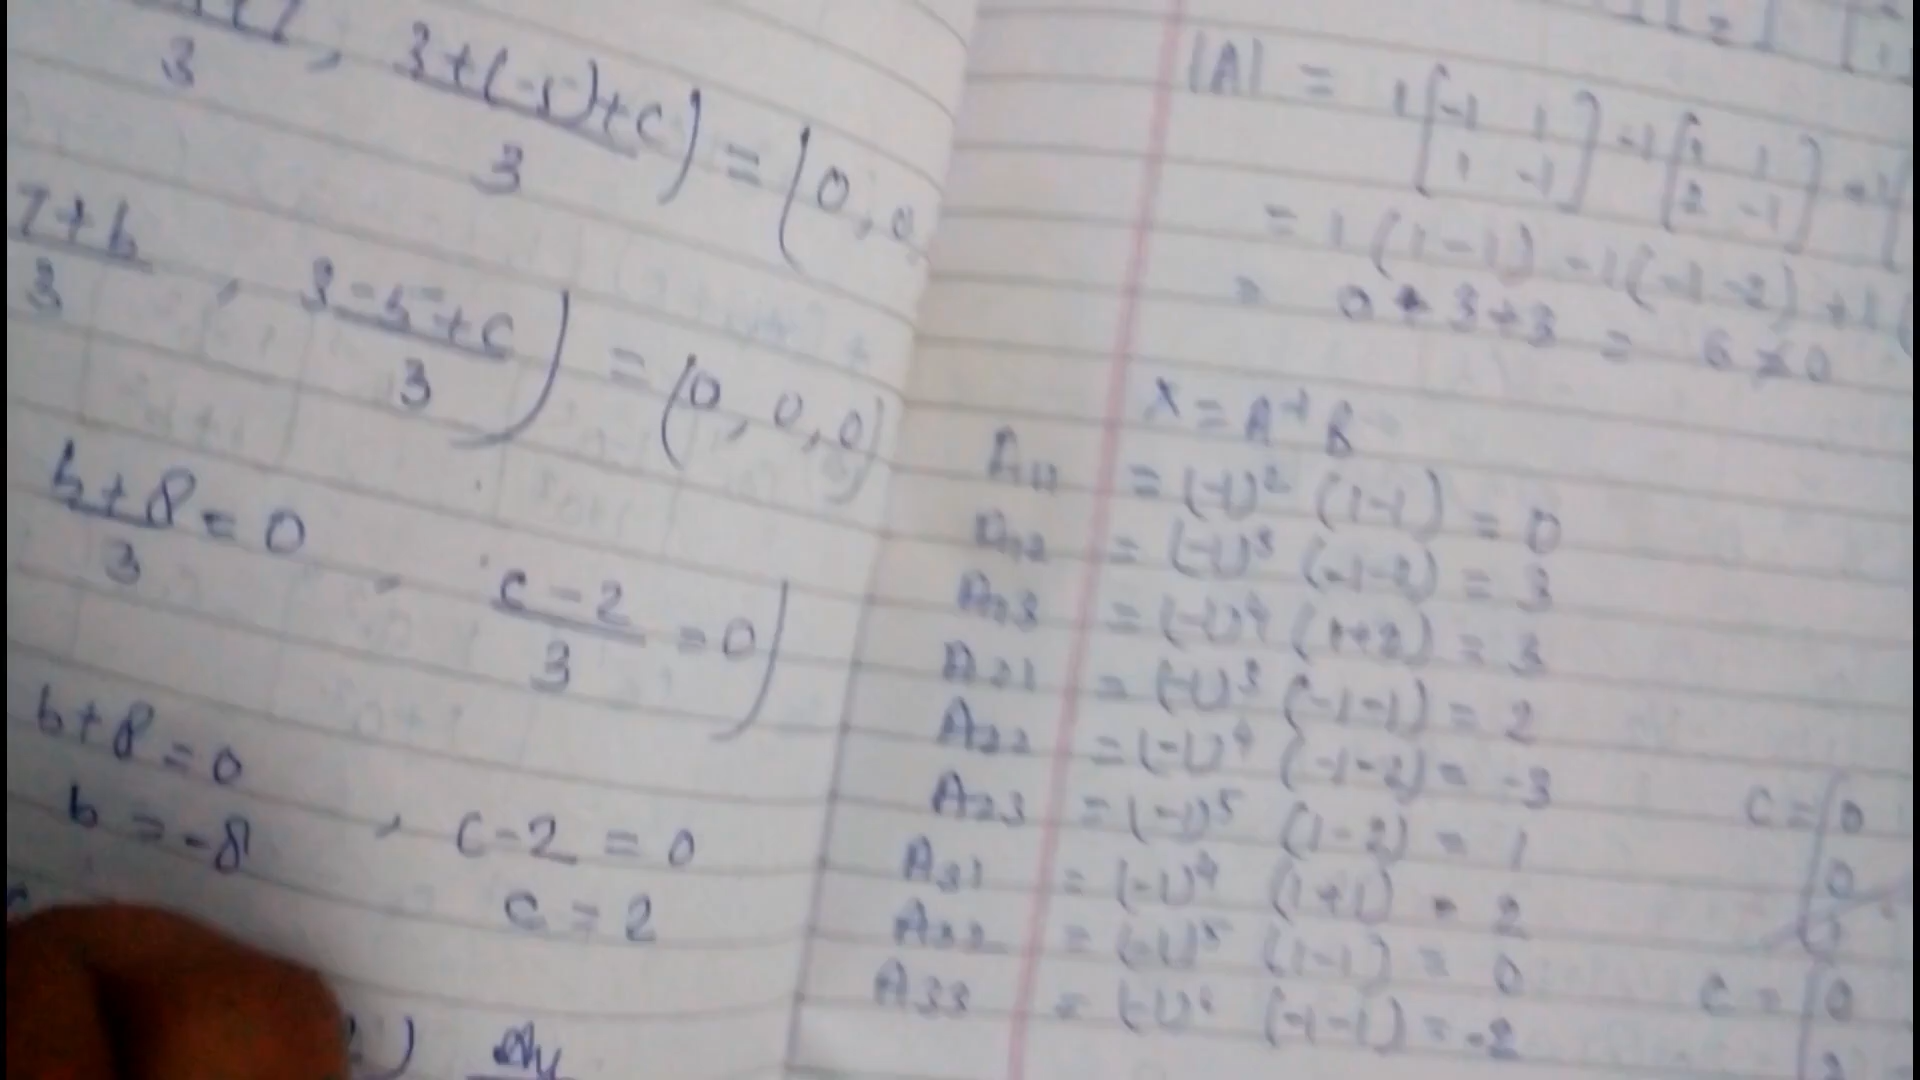 3 , 3+(-5)+c) = (0, 0
3
7+b , 3-5+c) = (0, 0, 0)
3 3
b+8 = 0 , c-2 = 0)
3 3
b+8 = 0
b = -8 , c-2 = 0
c = 2
|A| = 1[-1 1] -1[1 1]
1 -1 2 -1
= 1(1-1) -1(-1-2) +1(
= 0+3+3 = 6 ≠ 0
X = A⁻¹B
A11 = (-1)² (1-1) = 0
A12 = (-1)³ (-1-2) = 3
A13 = (-1)⁴ (1+2) = 3
A21 = (-1)³ (-1-1) = 2
A22 = (-1)⁴ (-1-2) = -3
A23 = (-1)⁵ (1-2) = 1
A31 = (-1)⁴ (1+1) = 2
A32 = (-1)⁵ (1-1) = 0
A33 = (-1)⁶ (-1-1) = -2
C = [0
0
C = [0